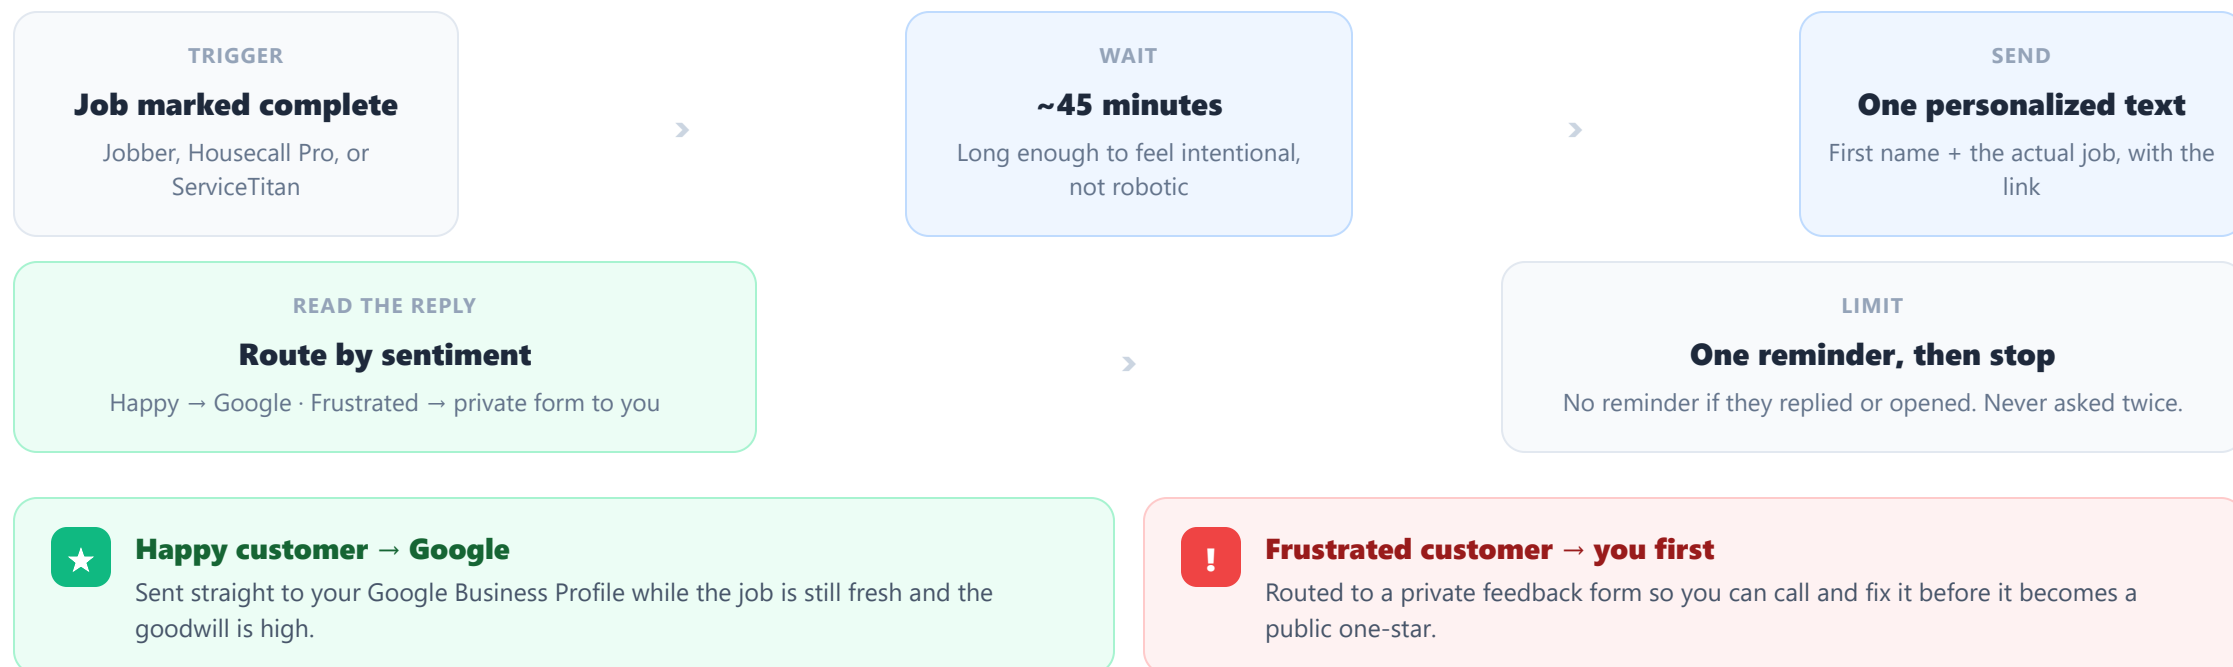 TRIGGER
Job marked complete
Jobber, Housecall Pro, or
ServiceTitan
WAIT
~45 minutes
Long enough to feel intentional,
not robotic
SEND
One personalized text
First name + the actual job, with the
link
READ THE REPLY
Route by sentiment
Happy → Google · Frustrated → private form to you
LIMIT
One reminder, then stop
No reminder if they replied or opened. Never asked twice.
Happy customer → Google
Sent straight to your Google Business Profile while the job is still fresh and the
goodwill is high.
Frustrated customer → you first
Routed to a private feedback form so you can call and fix it before it becomes a
public one-star.